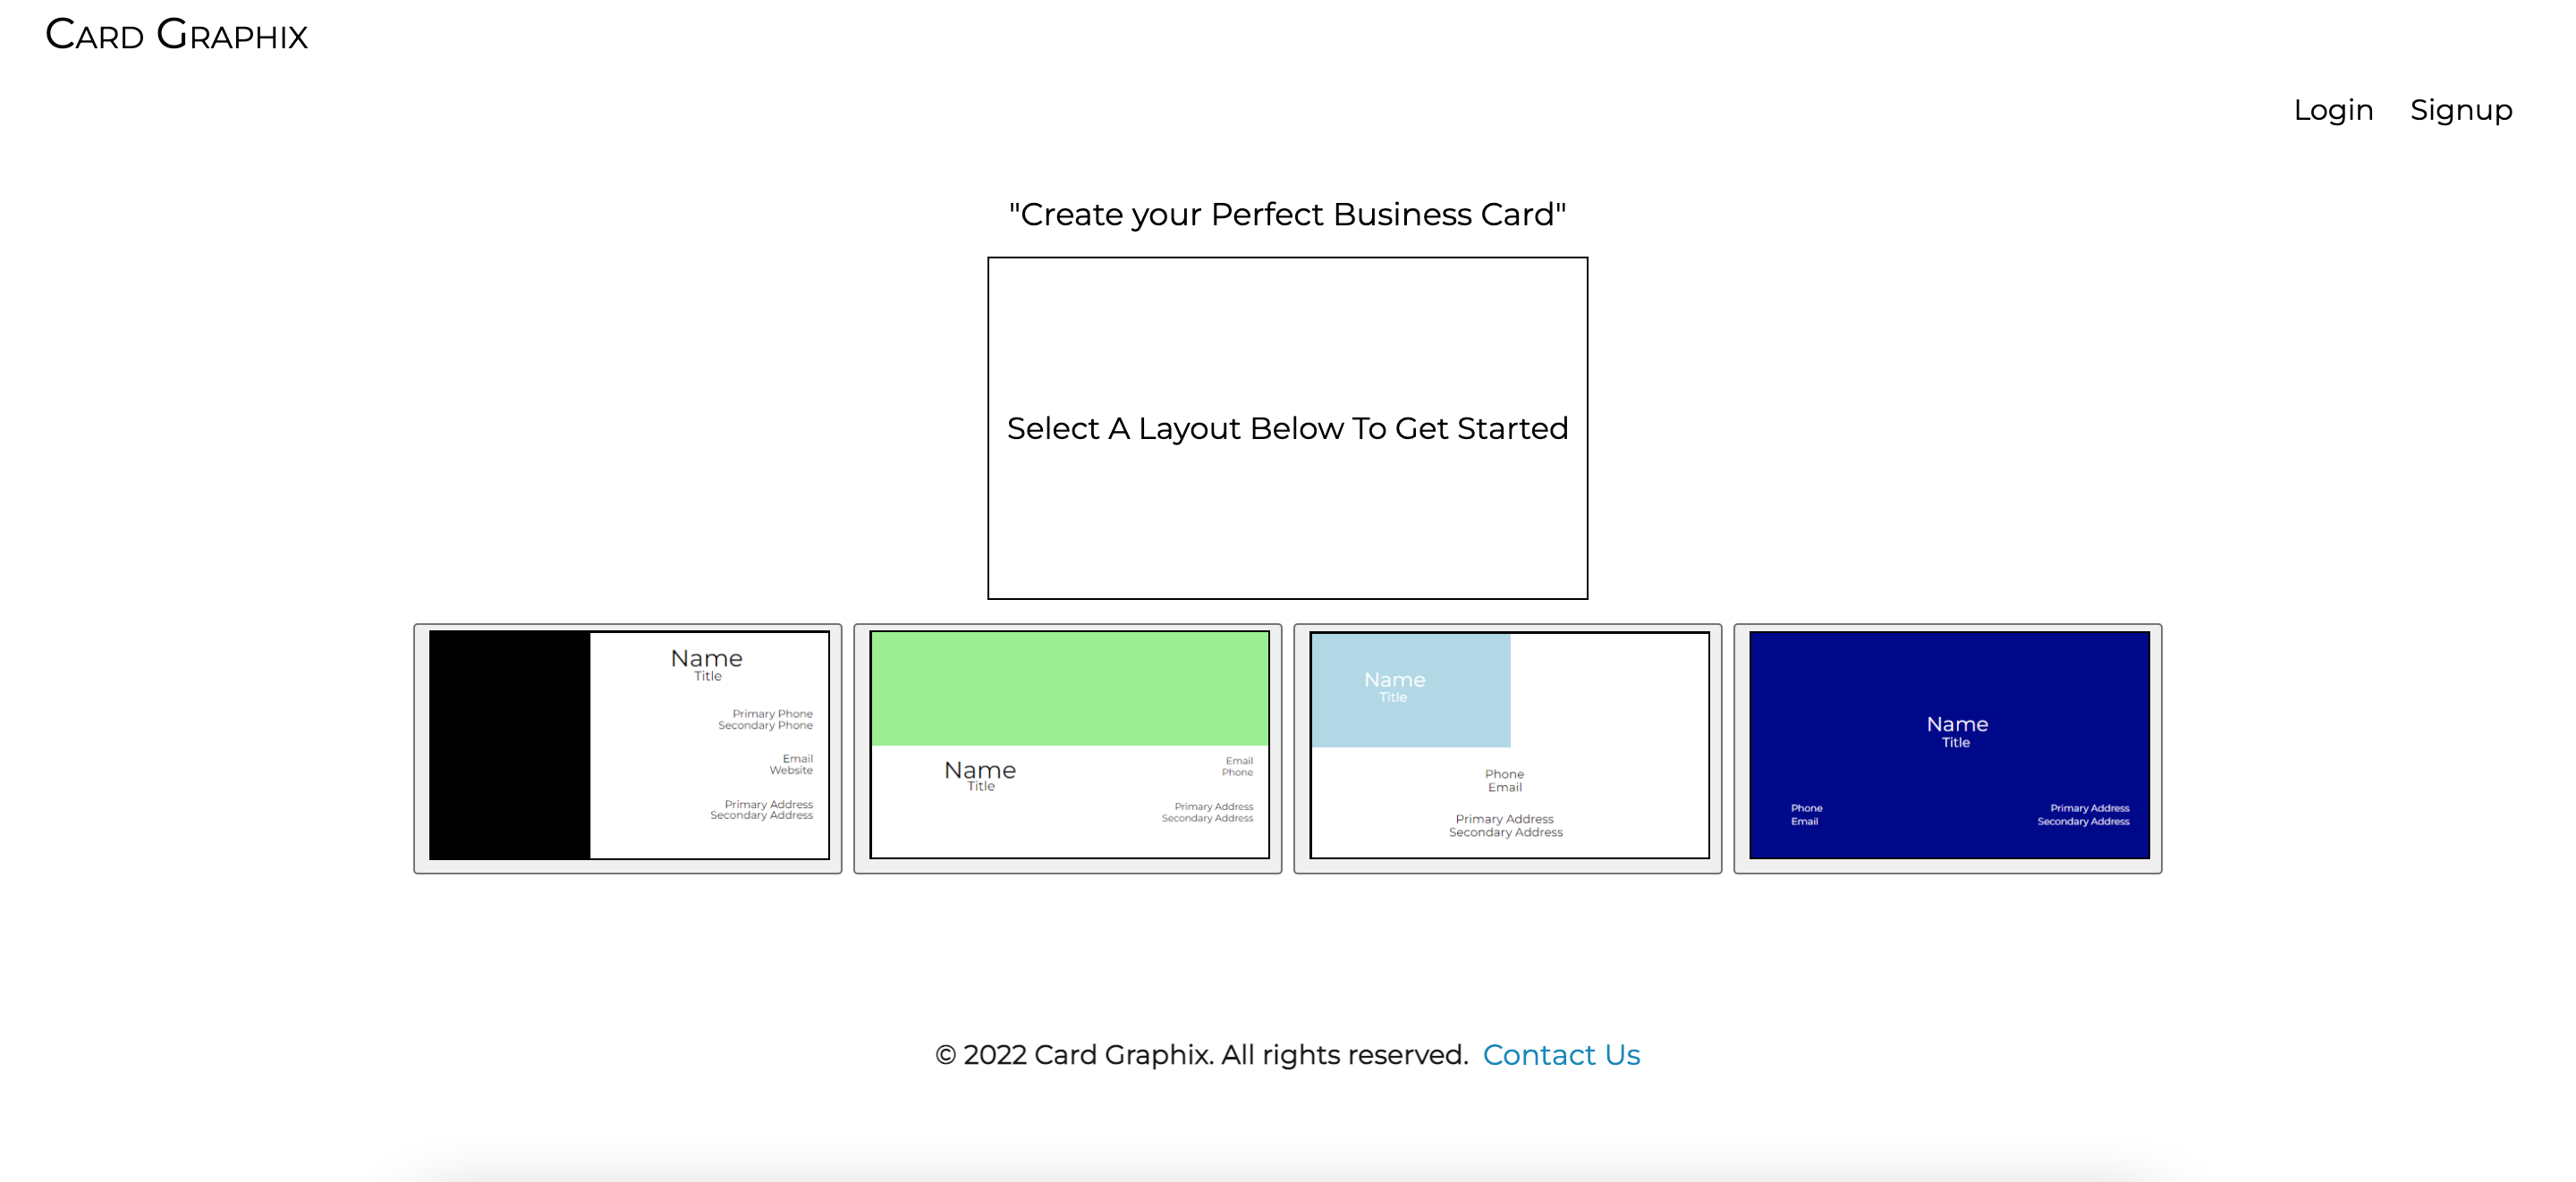 Card Graphix
Login Signup
"Create your Perfect Business Card"
Select A Layout Below To Get Started
Name
Title
Primary Phone
Secondary Phone
Email
Website
Primary Address
Secondary Address
Name
Title
Email
Phone
Primary Address
Secondary Address
Name
Title
Phone
Email
Primary Address
Secondary Address
Name
Title
Phone
Email
Primary Address
Secondary Address
© 2022 Card Graphix. All rights reserved. Contact Us